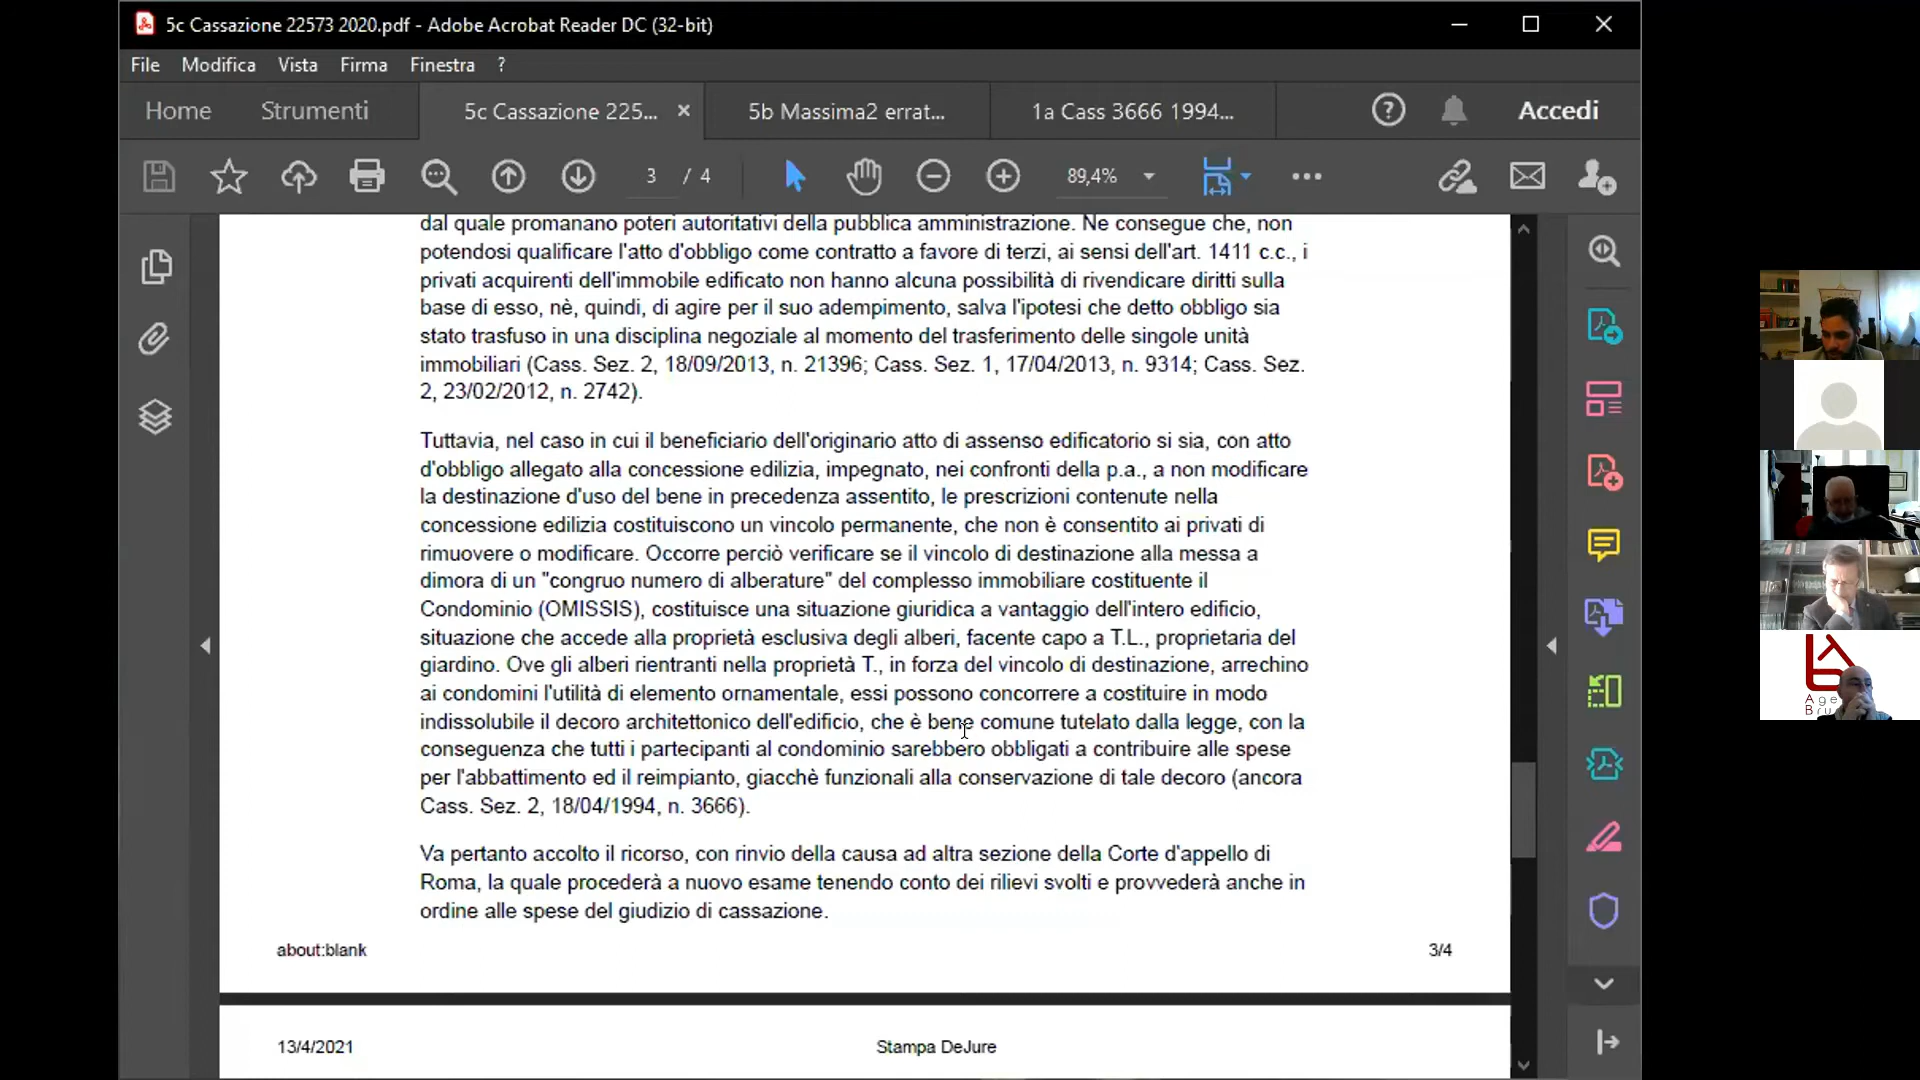 5c Cassazione 22573 2020.pdf - Adobe Acrobat Reader DC (32-bit)
File Modifica Vista Firma Finestra ?
Home Strumenti 5c Cassazione 225... 5b Massima2 errat... 1a Cass 3666 1994... Accedi
3 / 4 89,4%
dal quale promanano poteri autoritativi della pubblica amministrazione. Ne consegue che, non
potendosi qualificare l'atto d'obbligo come contratto a favore di terzi, ai sensi dell'art. 1411 c.c., i
privati acquirenti dell'immobile edificato non hanno alcuna possibilità di rivendicare diritti sulla
base di esso, nè, quindi, di agire per il suo adempimento, salva l'ipotesi che detto obbligo sia
stato trasfuso in una disciplina negoziale al momento del trasferimento delle singole unità
immobiliari (Cass. Sez. 2, 18/09/2013, n. 21396; Cass. Sez. 1, 17/04/2013, n. 9314; Cass. Sez.
2, 23/02/2012, n. 2742).
Tuttavia, nel caso in cui il beneficiario dell'originario atto di assenso edificatorio si sia, con atto
d'obbligo allegato alla concessione edilizia, impegnato, nei confronti della p.a., a non modificare
la destinazione d'uso del bene in precedenza assentito, le prescrizioni contenute nella
concessione edilizia costituiscono un vincolo permanente, che non è consentito ai privati di
rimuovere o modificare. Occorre perciò verificare se il vincolo di destinazione alla messa a
dimora di un "congruo numero di alberature" del complesso immobiliare costituente il
Condominio (OMISSIS), costituisce una situazione giuridica a vantaggio dell'intero edificio,
situazione che accede alla proprietà esclusiva degli alberi, facente capo a T.L., proprietaria del
giardino. Ove gli alberi rientranti nella proprietà T., in forza del vincolo di destinazione, arrechino
ai condomini l'utilità di elemento ornamentale, essi possono concorrere a costituire in modo
indissolubile il decoro architettonico dell'edificio, che è bene comune tutelato dalla legge, con la
conseguenza che tutti i partecipanti al condominio sarebbero obbligati a contribuire alle spese
per l'abbattimento ed il reimpianto, giacchè funzionali alla conservazione di tale decoro (ancora
Cass. Sez. 2, 18/04/1994, n. 3666).
Va pertanto accolto il ricorso, con rinvio della causa ad altra sezione della Corte d'appello di
Roma, la quale procederà a nuovo esame tenendo conto dei rilievi svolti e provvederà anche in
ordine alle spese del giudizio di cassazione.
about:blank 3/4
13/4/2021 Stampa DeJure